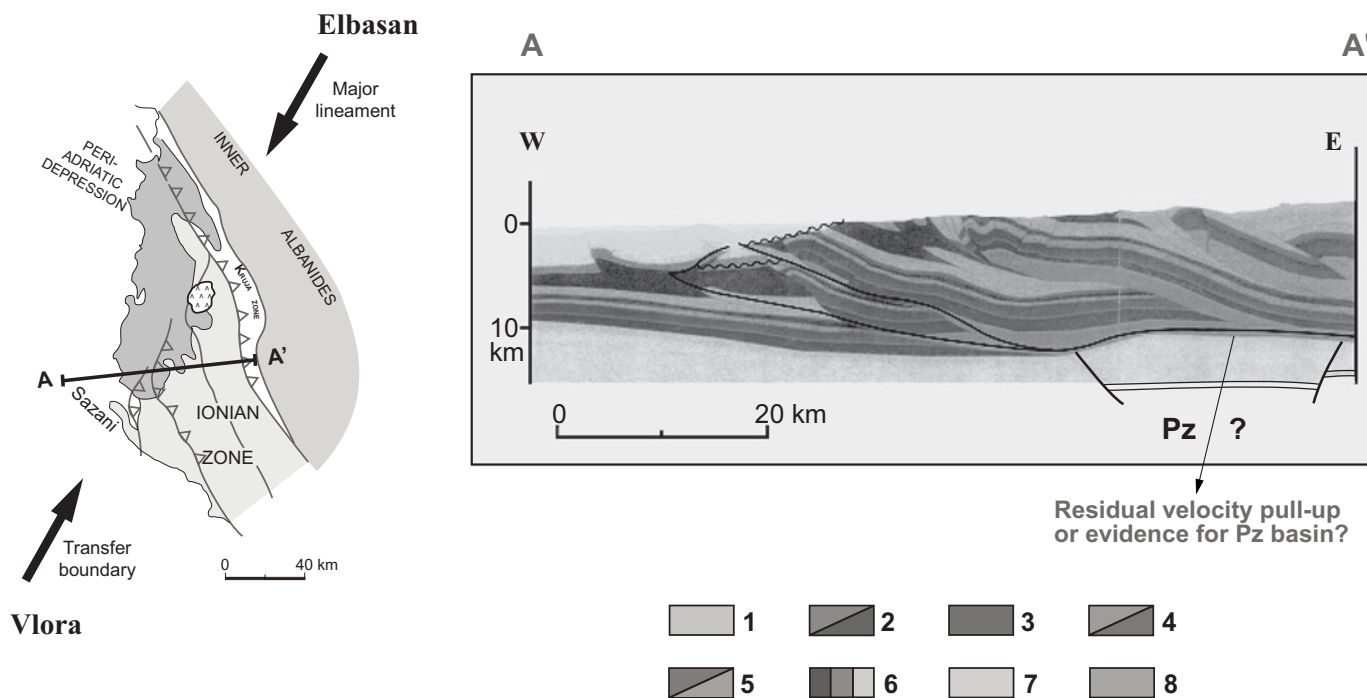 Elbasan
Major
lineament
PERI-
ADRIATIC
DEPRESSION
INNER
ALBANIDES
KRUJA
ZONE
A
A'
Sazani
IONIAN
ZONE
Transfer
boundary
0 40 km
Vlora
A A'
W E
0
10
km
0 20 km
Pz ?
Residual velocity pull-up
or evidence for Pz basin?
1 2 3 4
5 6 7 8